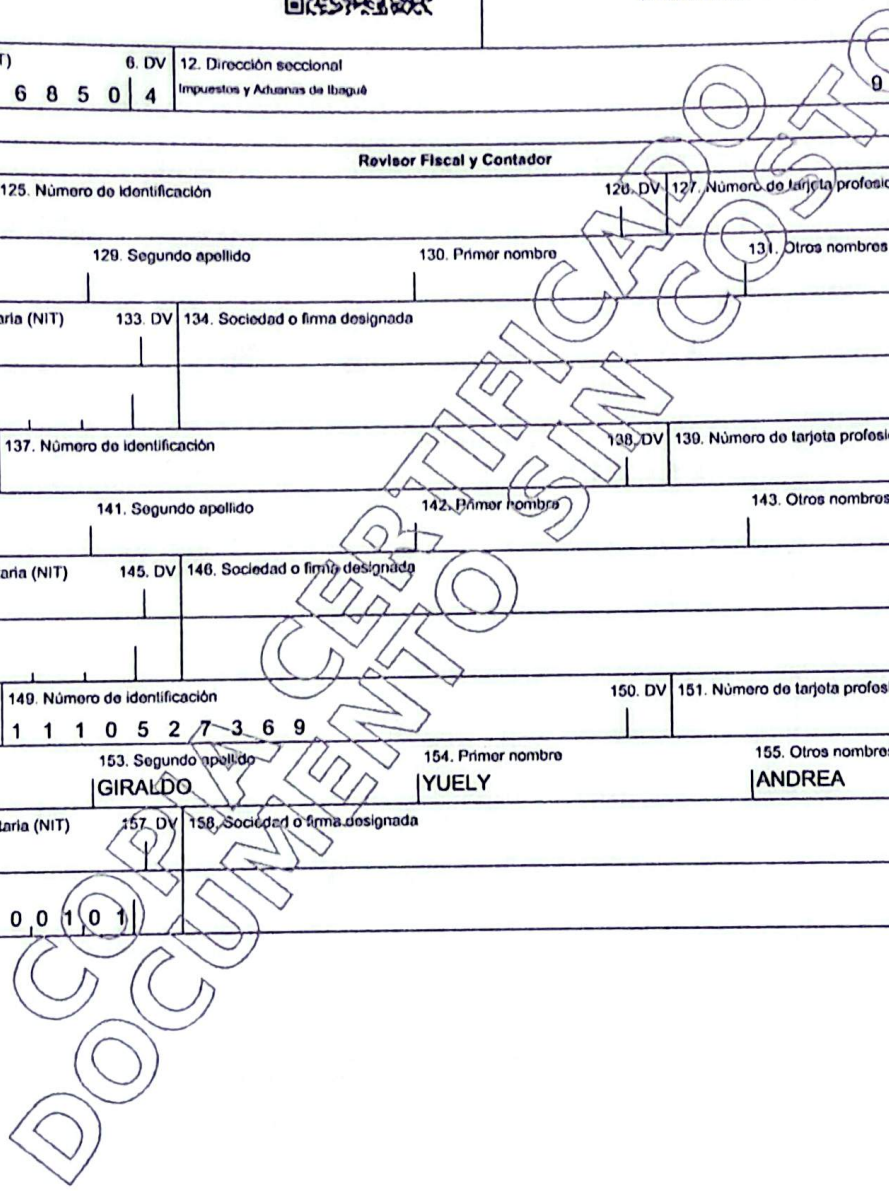 6. DV 12. Dirección seccional
6 8 5 0 4 Impuestos y Aduanas de Ibagué 9
Revisor Fiscal y Contador
125. Número de identificación 126. DV 127. Número de tarjeta profesio
129. Segundo apellido 130. Primer nombre 131. Otros nombres
aria (NIT) 133. DV 134. Sociedad o firma designada
137. Número de identificación 138. DV 139. Número de tarjeta profesi
141. Segundo apellido 142. Primer nombre 143. Otros nombres
aria (NIT) 145. DV 146. Sociedad o firma designada
149. Número de identificación 150. DV 151. Número de tarjeta profesi
1 1 1 0 5 2 7 3 6 9
153. Segundo apellido 154. Primer nombre 155. Otros nombres
GIRALDO YUELY ANDREA
taria (NIT) 157. DV 158. Sociedad o firma designada
0 0 1 0 1
COPIA CERTIFICADO
DOCUMENTO SIN COSTO